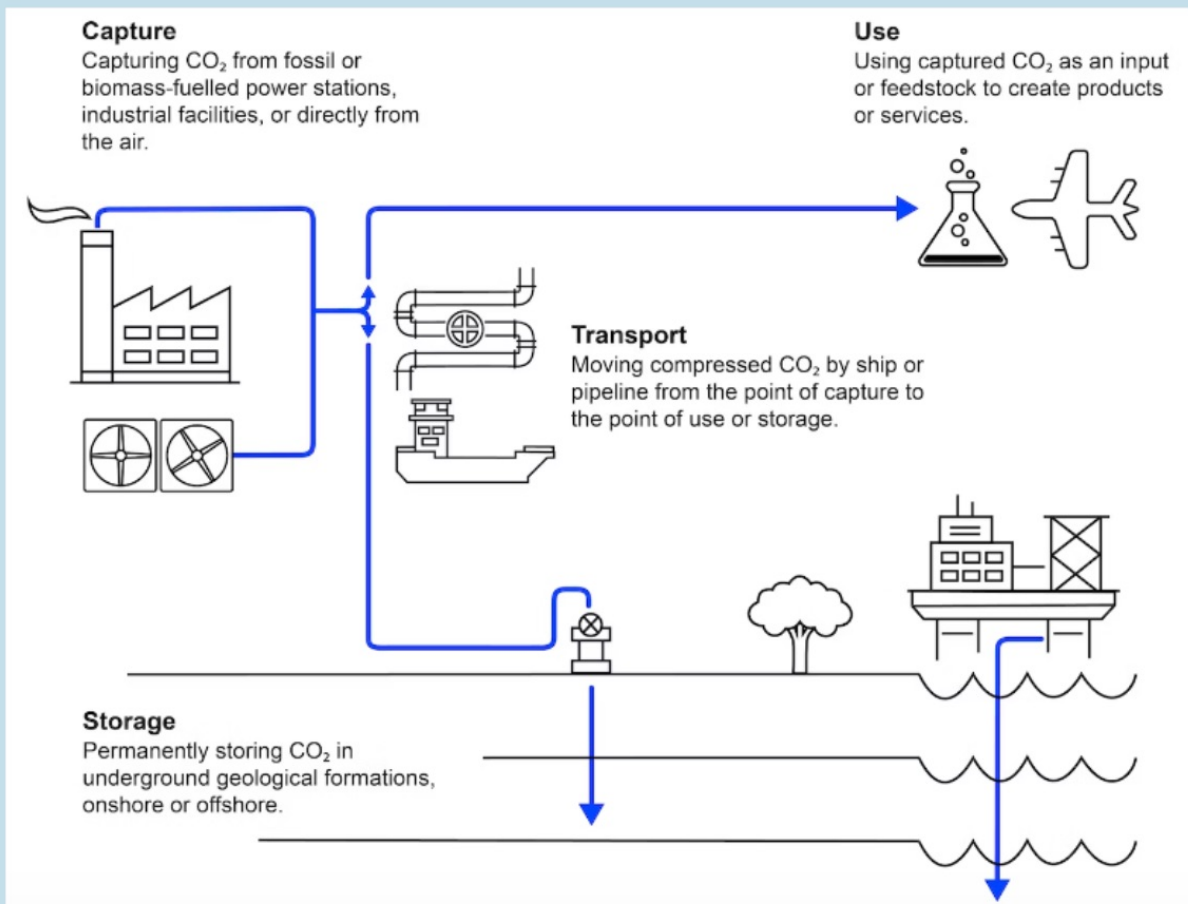 Capture
Capturing CO₂ from fossil or
biomass-fuelled power stations,
industrial facilities, or directly from
the air.
Use
Using captured CO₂ as an input
or feedstock to create products
or services.
Transport
Moving compressed CO₂ by ship or
pipeline from the point of capture to
the point of use or storage.
Storage
Permanently storing CO₂ in
underground geological formations,
onshore or offshore.